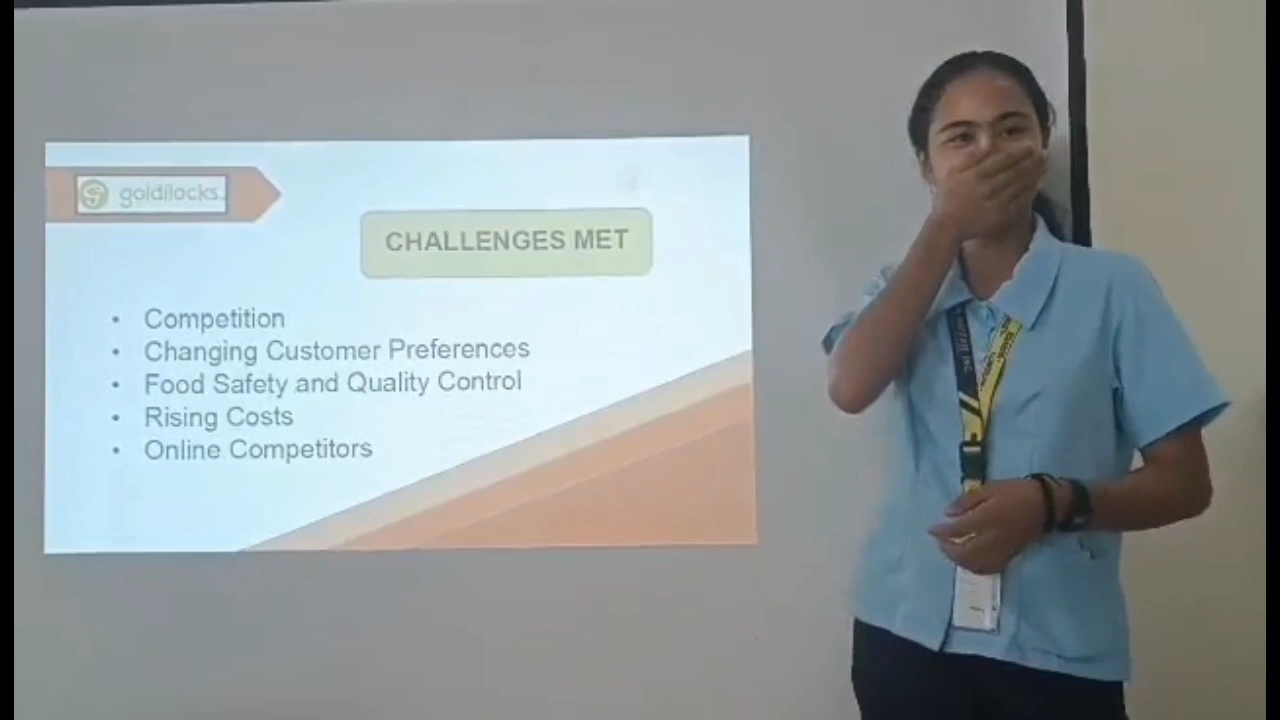 goldilocks
CHALLENGES MET
• Competition
• Changing Customer Preferences
• Food Safety and Quality Control
• Rising Costs
• Online Competitors